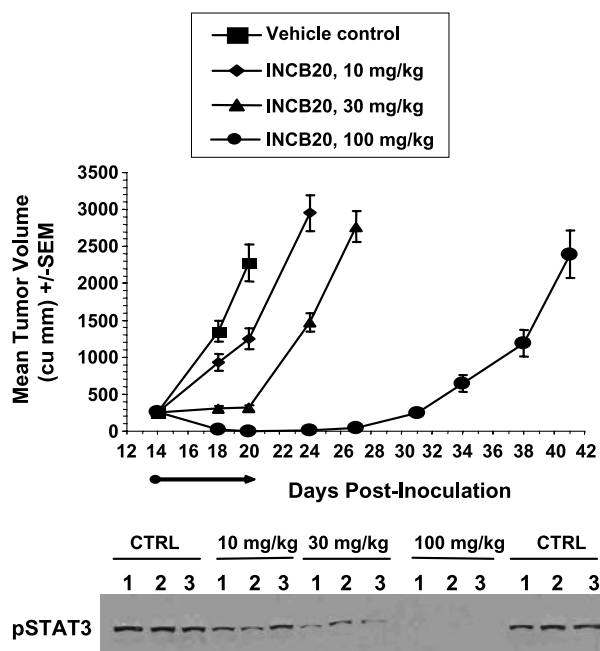 Vehicle control
INCB20, 10 mg/kg
INCB20, 30 mg/kg
INCB20, 100 mg/kg
Mean Tumor Volume
(cu mm) +/-SEM
3500
3000
2500
2000
1500
1000
500
0
12 14 16 18 20 22 24 26 28 30 32 34 36 38 40 42
Days Post-Inoculation
CTRL 10 mg/kg 30 mg/kg 100 mg/kg CTRL
1 2 3 1 2 3 1 2 3 1 2 3 1 2 3
pSTAT3